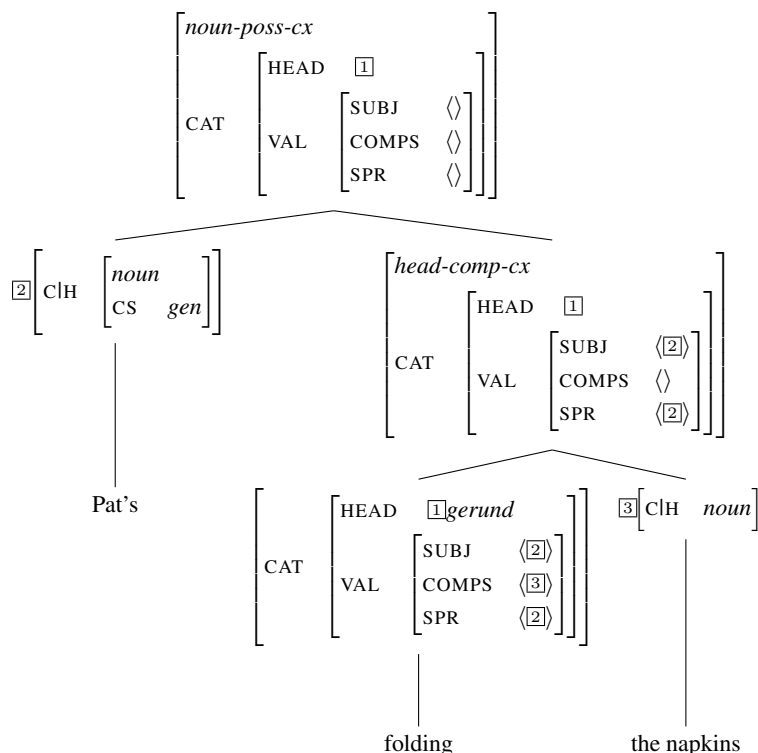 noun-poss-cx
HEAD 1
CAT
SUBJ ⟨⟩
VAL COMPS ⟨⟩
SPR ⟨⟩
2 C|H noun
CS gen
head-comp-cx
HEAD 1
SUBJ ⟨2⟩
CAT
VAL COMPS ⟨⟩
SPR ⟨2⟩
Pat's
HEAD 1 gerund
3 C|H noun
SUBJ ⟨2⟩
CAT
VAL COMPS ⟨3⟩
SPR ⟨2⟩
folding
the napkins